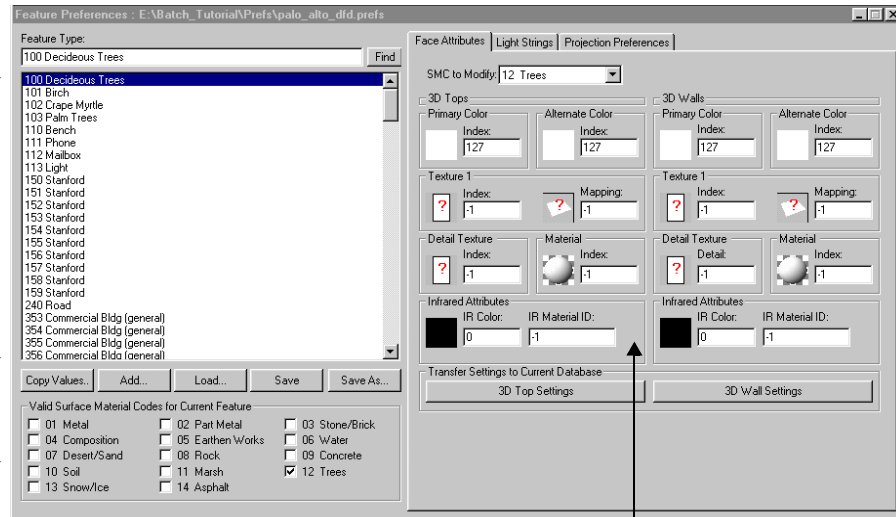 Feature Preferences : E:\Batch_Tutorial\Prefs\palo_alto_dfd.prefs
Feature Type:
100 Decideous Trees
Find
100 Decideous Trees
101 Birch
102 Crape Myrtle
103 Palm Trees
110 Bench
111 Phone
112 Mailbox
113 Light
150 Stanford
151 Stanford
152 Stanford
153 Stanford
154 Stanford
155 Stanford
156 Stanford
157 Stanford
158 Stanford
159 Stanford
240 Road
353 Commercial Bldg (general)
354 Commercial Bldg (general)
355 Commercial Bldg (general)
356 Commercial Bldg (general)
Copy Values.. Add... Load... Save Save As...
Valid Surface Material Codes for Current Feature
01 Metal 02 Part Metal 03 Stone/Brick
04 Composition 05 Earthen Works 06 Water
07 Desert/Sand 08 Rock 09 Concrete
10 Soil 11 Marsh 12 Trees
13 Snow/Ice 14 Asphalt
Face Attributes Light Strings Projection Preferences
SMC to Modify: 12 Trees
3D Tops
Primary Color Alternate Color
Index: Index:
127 127
Texture 1
Index: Mapping:
? -1 ? -1
Detail Texture Material
Index: Index:
? -1 -1
Infrared Attributes
IR Color: IR Material ID:
0 -1
3D Walls
Primary Color Alternate Color
Index: Index:
127 127
Texture 1
Index: Mapping:
? -1 ? -1
Detail Texture Material
Detail: Index:
? -1 -1
Infrared Attributes
IR Color: IR Material ID:
0 -1
Transfer Settings to Current Database
3D Top Settings 3D Wall Settings